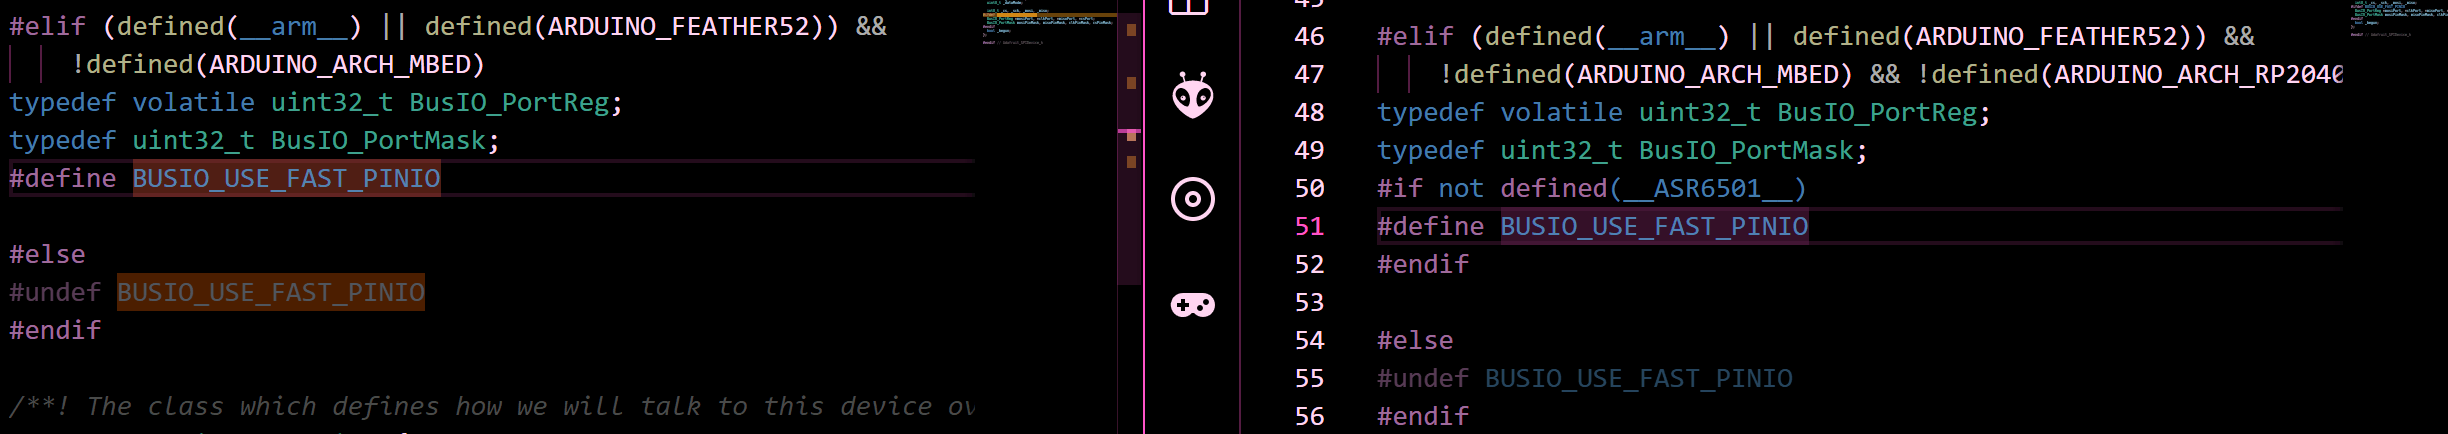 #elif (defined(__arm__) || defined(ARDUINO_FEATHER52)) &&
!defined(ARDUINO_ARCH_MBED)
typedef volatile uint32_t BusIO_PortReg;
typedef uint32_t BusIO_PortMask;
#define BUSIO_USE_FAST_PINIO
#else
#undef BUSIO_USE_FAST_PINIO
#endif
/**! The class which defines how we will talk to this device ov
46 #elif (defined(__arm__) || defined(ARDUINO_FEATHER52)) &&
47 !defined(ARDUINO_ARCH_MBED) && !defined(ARDUINO_ARCH_RP2040
48 typedef volatile uint32_t BusIO_PortReg;
49 typedef uint32_t BusIO_PortMask;
50 #if not defined(__ASR6501__)
51 #define BUSIO_USE_FAST_PINIO
52 #endif
53
54 #else
55 #undef BUSIO_USE_FAST_PINIO
56 #endif